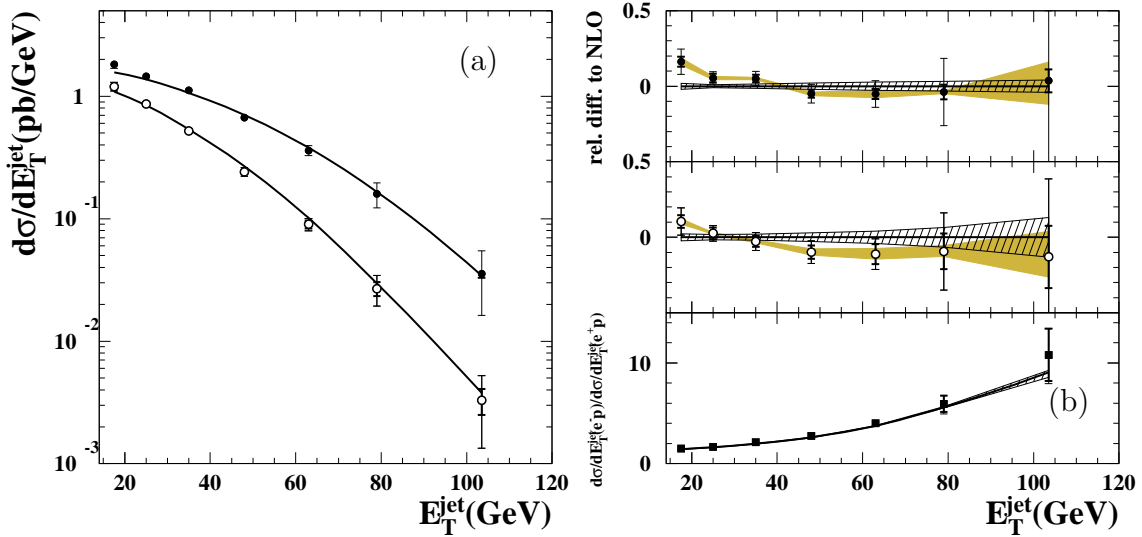 dσ/dE_T^jet(pb/GeV)
(a)
1
10^-1
10^-2
10^-3
20 40 60 80 100 120
E_T^jet(GeV)
rel. diff. to NLO
0.5
0
0.5
0
10
0
dσ/dE_T^jet(e^-p)/dσ/dE_T^jet(e^+p)
(b)
20 40 60 80 100 120
E_T^jet(GeV)